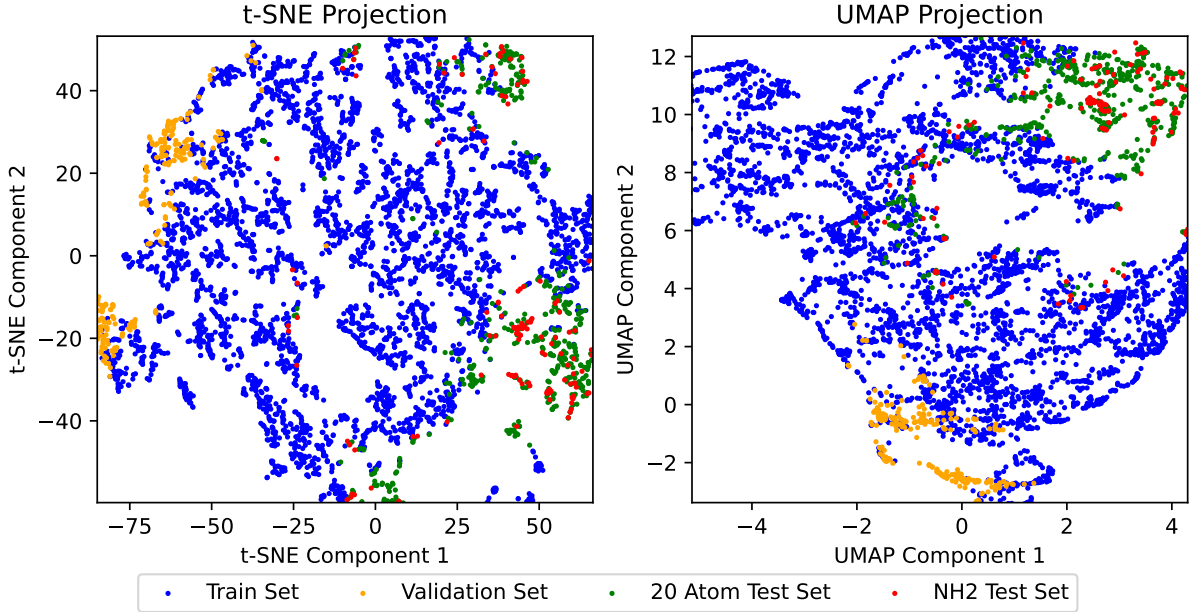 t-SNE Projection
t-SNE Component 2
40
20
0
−20
−40
−75
−50
−25
0
25
50
t-SNE Component 1
UMAP Projection
UMAP Component 2
12
10
8
6
4
2
0
−2
−4
−2
0
2
4
UMAP Component 1
Train Set
Validation Set
20 Atom Test Set
NH2 Test Set